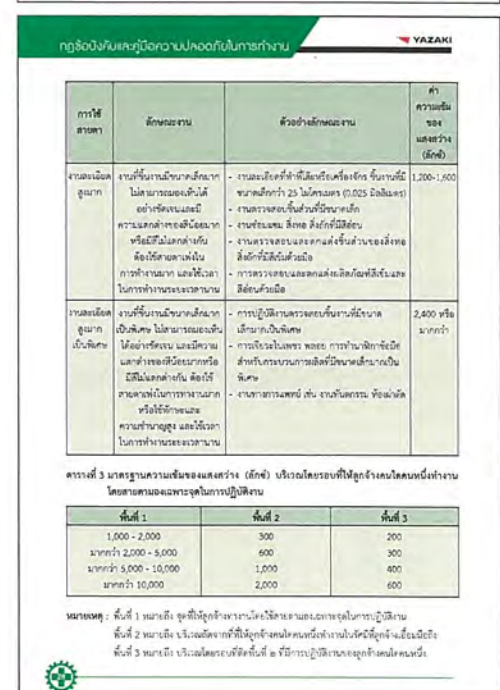 กฎข้อบังคับและคู่มือความปลอดภัยในการทำงาน
YAZAKI
การใช้สายตา
ลักษณะงาน
ตัวอย่างลักษณะงาน
ค่าความเข้มของแสงสว่าง (ลักซ์)
งานละเอียด
สูงมาก
งานที่ชิ้นงานมีขนาดเล็กมาก
ไม่สามารถมองเห็นได้
อย่างชัดเจนและมี
ความแตกต่างของสีน้อยมาก
หรือมีสีไม่แตกต่างกัน
ต้องใช้สายตาเพ่งใน
การทำงานมาก และใช้เวลา
ในการทำงานระยะเวลานาน
- งานละเอียดที่ทำที่โต๊ะหรือเครื่องจักร ชิ้นงานที่มี
ขนาดเล็กกว่า 25 ไมโครเมตร (0.025 มิลลิเมตร)
- งานตรวจสอบชิ้นส่วนที่มีขนาดเล็ก
- งานซ่อมแซม สิ่งทอ สิ่งถักที่มีสีอ่อน
- งานตรวจสอบและตกแต่งชิ้นส่วนของสิ่งทอ
สิ่งถักที่มีสีเข้มด้วยมือ
- การตรวจสอบและตกแต่งผลิตภัณฑ์สีเข้มและ
สีอ่อนด้วยมือ
1,200-1,600
งานละเอียด
สูงมาก
เป็นพิเศษ
งานที่ชิ้นงานมีขนาดเล็กมาก
เป็นพิเศษ ไม่สามารถมองเห็น
ได้อย่างชัดเจน และมีความ
แตกต่างของสีน้อยมากหรือ
มีสีไม่แตกต่างกัน ต้องใช้
สายตาเพ่งในการทำงานมาก
หรือใช้ทักษะและ
ความชำนาญสูง และใช้เวลา
ในการทำงานระยะเวลานาน
- การปฏิบัติงานตรวจสอบชิ้นงานที่มีขนาด
เล็กมากเป็นพิเศษ
- การเจียระไนเพชร พลอย การทำนาฬิกาข้อมือ
สำหรับกระบวนการผลิตที่มีขนาดเล็กมากเป็น
พิเศษ
- งานทางการแพทย์ เช่น งานทันตกรรม ห้องผ่าตัด
2,400 หรือ
มากกว่า
ตารางที่ 3 มาตรฐานความเข้มของแสงสว่าง (ลักซ์) บริเวณโดยรอบที่ให้ลูกจ้างคนใดคนหนึ่งทำงาน
โดยสายตามองเฉพาะจุดในการปฏิบัติงาน
พื้นที่ 1 พื้นที่ 2 พื้นที่ 3
1,000 - 2,000 300 200
มากกว่า 2,000 - 5,000 600 300
มากกว่า 5,000 - 10,000 1,000 400
มากกว่า 10,000 2,000 600
หมายเหตุ : พื้นที่ 1 หมายถึง จุดที่ให้ลูกจ้างทำงานโดยใช้สายตามองเฉพาะจุดในการปฏิบัติงาน
พื้นที่ 2 หมายถึง บริเวณถัดจากที่ที่ให้ลูกจ้างคนใดคนหนึ่งทำงานในรัศมีที่ลูกจ้างเอื้อมมือถึง
พื้นที่ 3 หมายถึง บริเวณโดยรอบที่ติดพื้นที่ ๒ ที่มีการปฏิบัติงานของลูกจ้างคนใดคนหนึ่ง